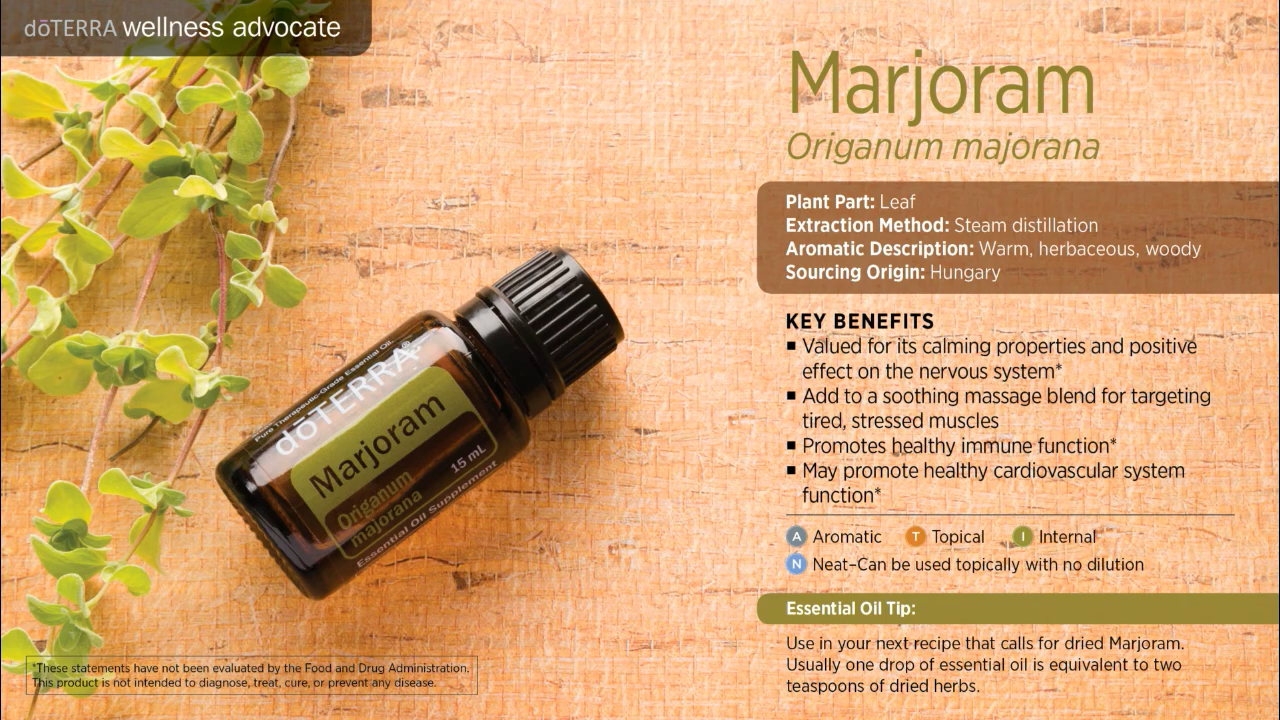 dōTERRA wellness advocate
Marjoram
Origanum majorana
Plant Part: Leaf
Extraction Method: Steam distillation
Aromatic Description: Warm, herbaceous, woody
Sourcing Origin: Hungary
KEY BENEFITS
▪ Valued for its calming properties and positive
effect on the nervous system*
▪ Add to a soothing massage blend for targeting
tired, stressed muscles
▪ Promotes healthy immune function*
▪ May promote healthy cardiovascular system
function*
A Aromatic T Topical I Internal
N Neat–Can be used topically with no dilution
Essential Oil Tip:
Use in your next recipe that calls for dried Marjoram.
Usually one drop of essential oil is equivalent to two
teaspoons of dried herbs.
Pure Therapeutic-Grade Essential Oil
dōTERRA®
Marjoram
Origanum
majorana
15 mL
Essential Oil Supplement
*These statements have not been evaluated by the Food and Drug Administration.
This product is not intended to diagnose, treat, cure, or prevent any disease.